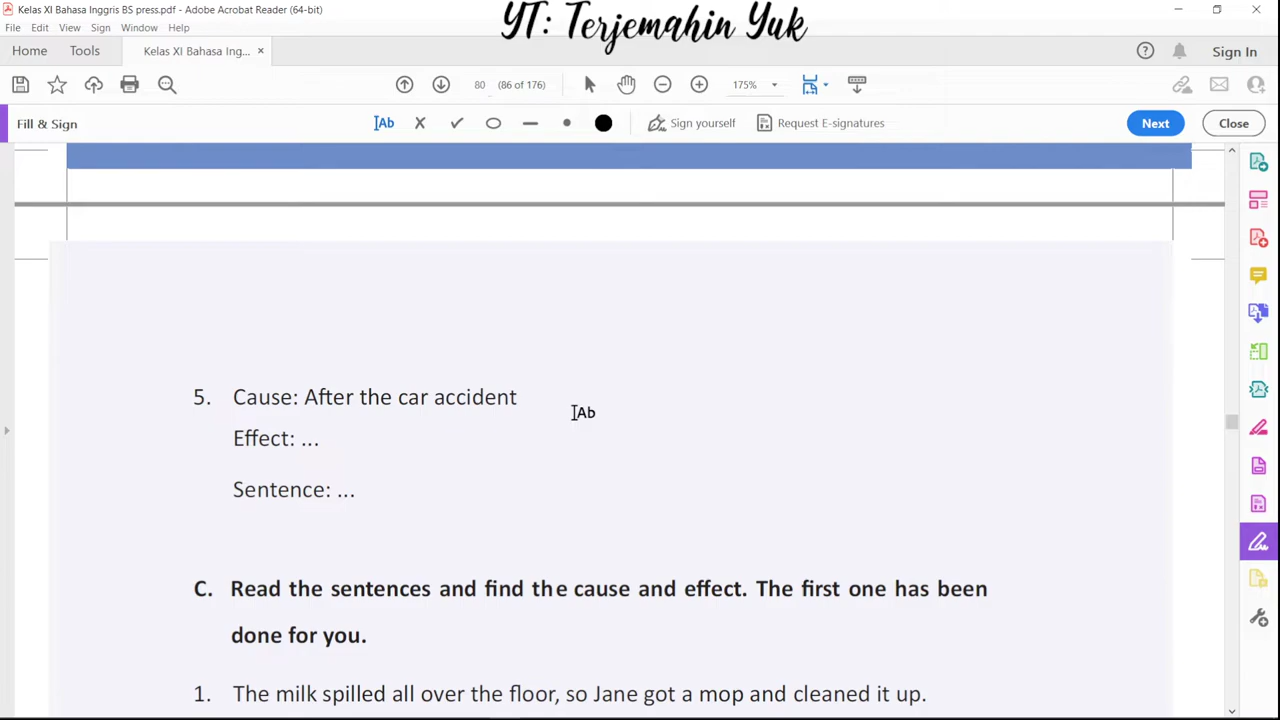 Kelas XI Bahasa Inggris BS press.pdf - Adobe Acrobat Reader (64-bit)
YT: Terjemahin Yuk
File Edit View Sign Window Help
Home Tools Kelas XI Bahasa Ing... × Sign In
80 (86 of 176) 175%
Fill & Sign Ab Sign yourself Request E-signatures Next Close
5. Cause: After the car accident
Ab
Effect: ...
Sentence: ...
C. Read the sentences and find the cause and effect. The first one has been
done for you.
1. The milk spilled all over the floor, so Jane got a mop and cleaned it up.